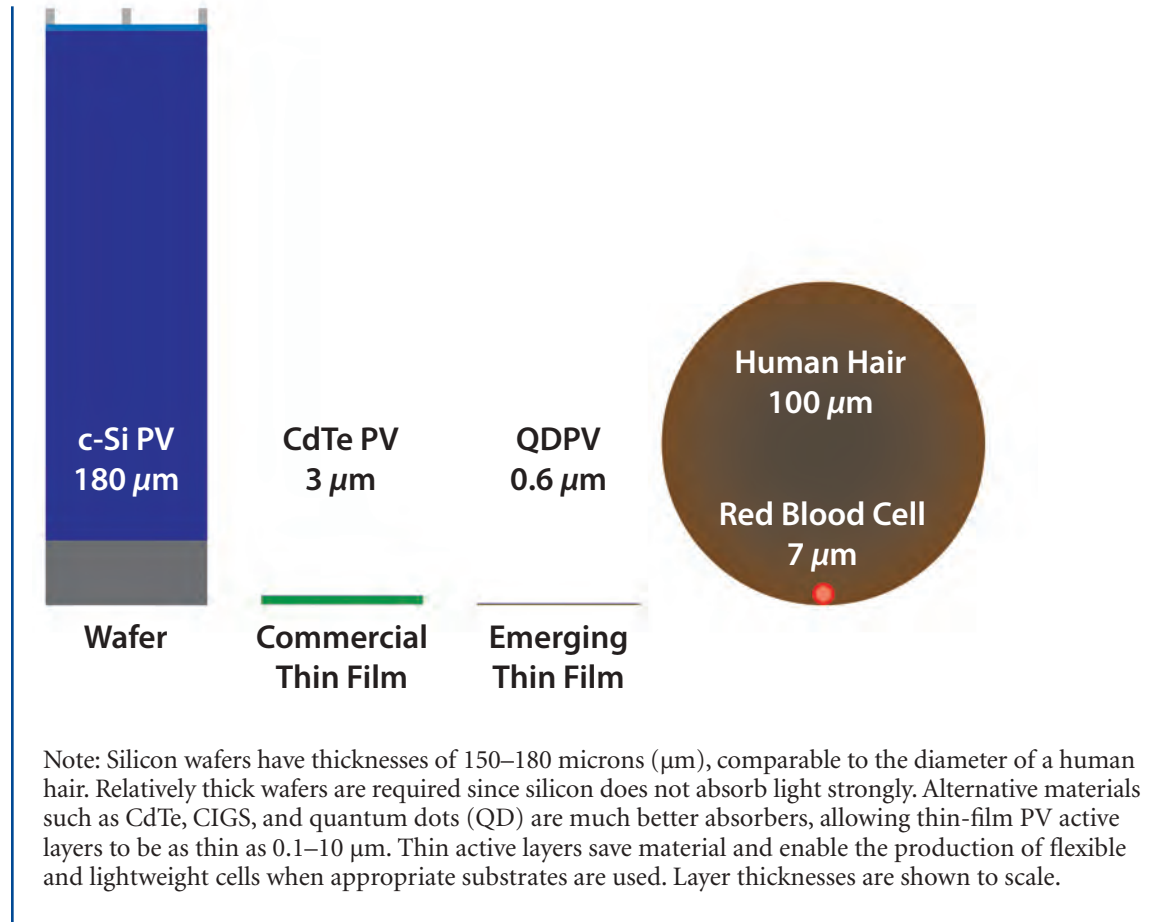 c-Si PV
180 µm
CdTe PV
3 µm
QDPV
0.6 µm
Human Hair
100 µm
Red Blood Cell
7 µm
Wafer
Commercial
Thin Film
Emerging
Thin Film
Note: Silicon wafers have thicknesses of 150–180 microns (µm), comparable to the diameter of a human
hair. Relatively thick wafers are required since silicon does not absorb light strongly. Alternative materials
such as CdTe, CIGS, and quantum dots (QD) are much better absorbers, allowing thin-film PV active
layers to be as thin as 0.1–10 µm. Thin active layers save material and enable the production of flexible
and lightweight cells when appropriate substrates are used. Layer thicknesses are shown to scale.